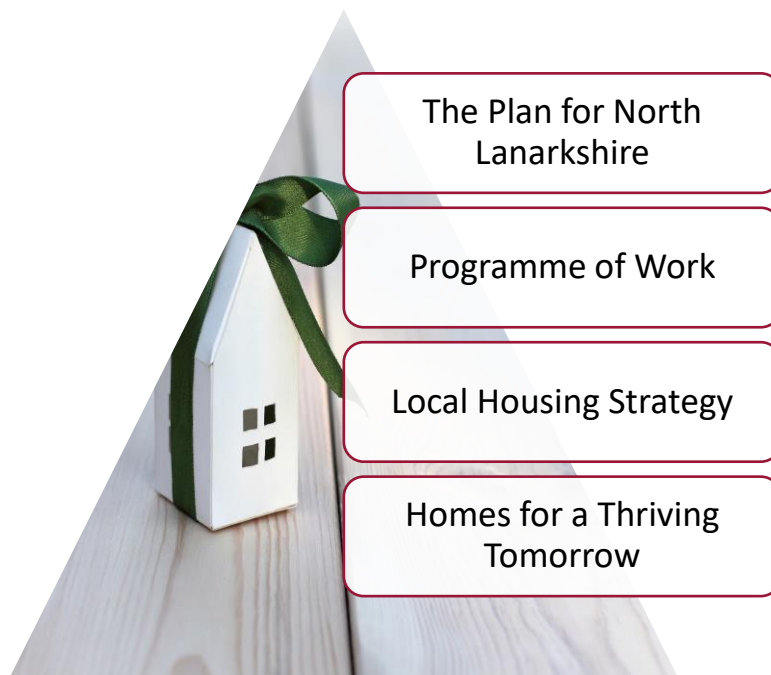 The Plan for North
Lanarkshire
Programme of Work
Local Housing Strategy
Homes for a Thriving
Tomorrow